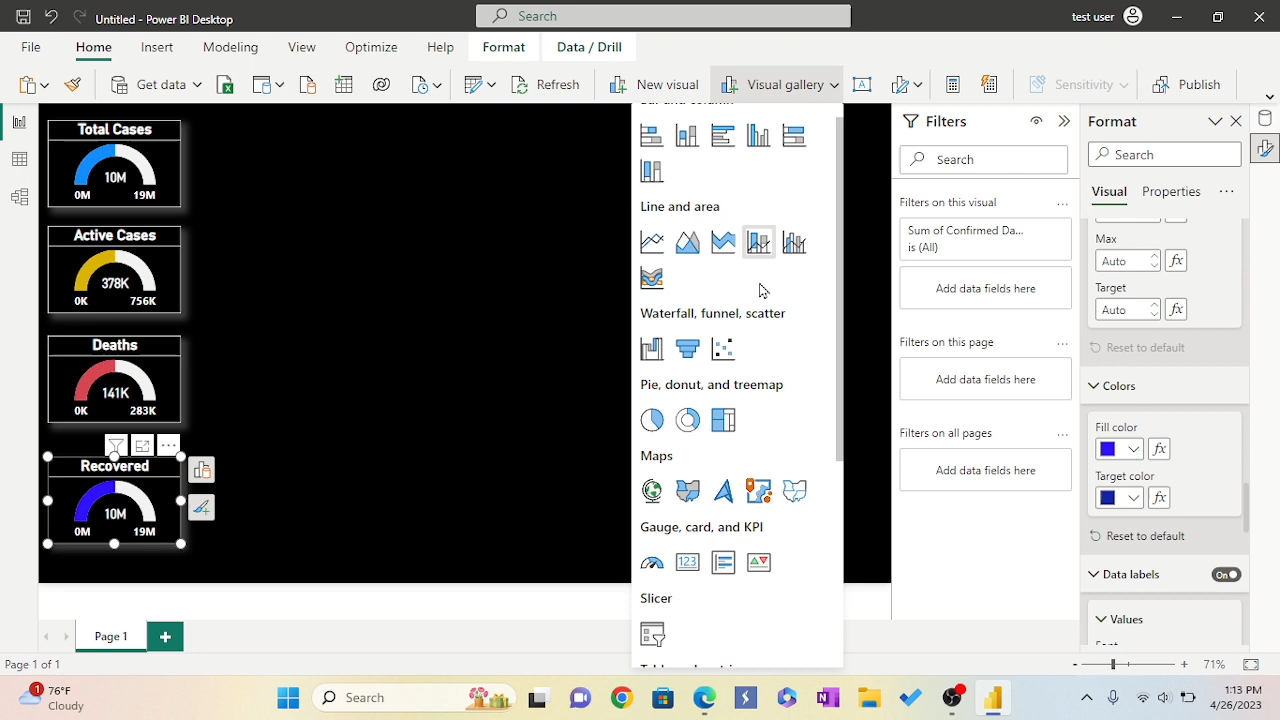 Untitled - Power BI Desktop
Search
test user
File
Home
Insert
Modeling
View
Optimize
Help
Format
Data / Drill
Get data
Refresh
New visual
Visual gallery
Sensitivity
Publish
Total Cases
10M
0M
19M
Active Cases
378K
0K
756K
Deaths
141K
0K
283K
Recovered
10M
0M
19M
Line and area
Waterfall, funnel, scatter
Pie, donut, and treemap
Maps
Gauge, card, and KPI
123
Slicer
Filters
Search
Filters on this visual
...
Sum of Confirmed Da...
is (All)
Add data fields here
Filters on this page
...
Add data fields here
Filters on all pages
...
Add data fields here
Format
Search
Visual
Properties
...
Max
Auto
fx
Target
Auto
fx
Reset to default
Colors
Fill color
fx
Target color
fx
Reset to default
Data labels
On
Values
Page 1
Page 1 of 1
- + 71%
1
76°F
Cloudy
Search
1:13 PM
4/26/2023